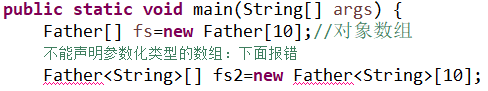 public static void main(String[] args) {
Father[] fs=new Father[10];//对象数组
不能声明参数化类型的数组：下面报错
Father<String>[] fs2=new Father<String>[10];